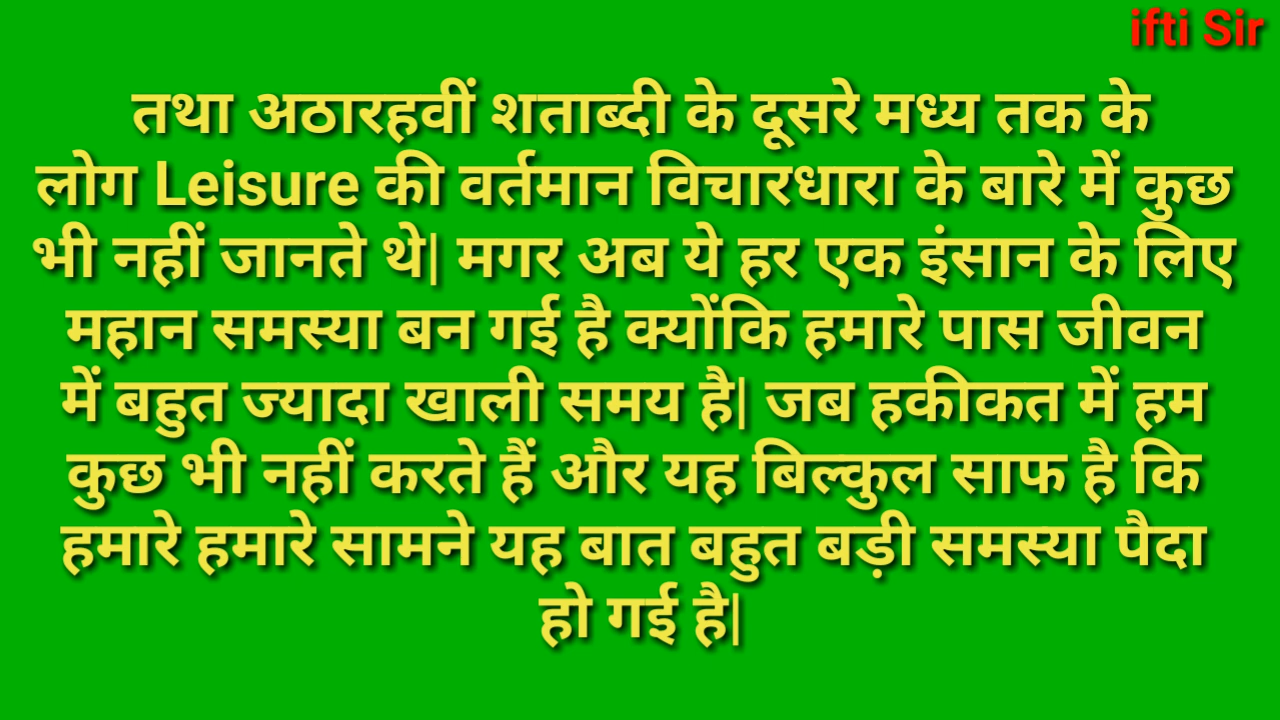 ifti Sir
तथा अठारहवीं शताब्दी के दूसरे मध्य तक के
लोग Leisure की वर्तमान विचारधारा के बारे में कुछ
भी नहीं जानते थे| मगर अब ये हर एक इंसान के लिए
महान समस्या बन गई है क्योंकि हमारे पास जीवन
में बहुत ज्यादा खाली समय है| जब हकीकत में हम
कुछ भी नहीं करते हैं और यह बिल्कुल साफ है कि
हमारे हमारे सामने यह बात बहुत बड़ी समस्या पैदा
हो गई है|